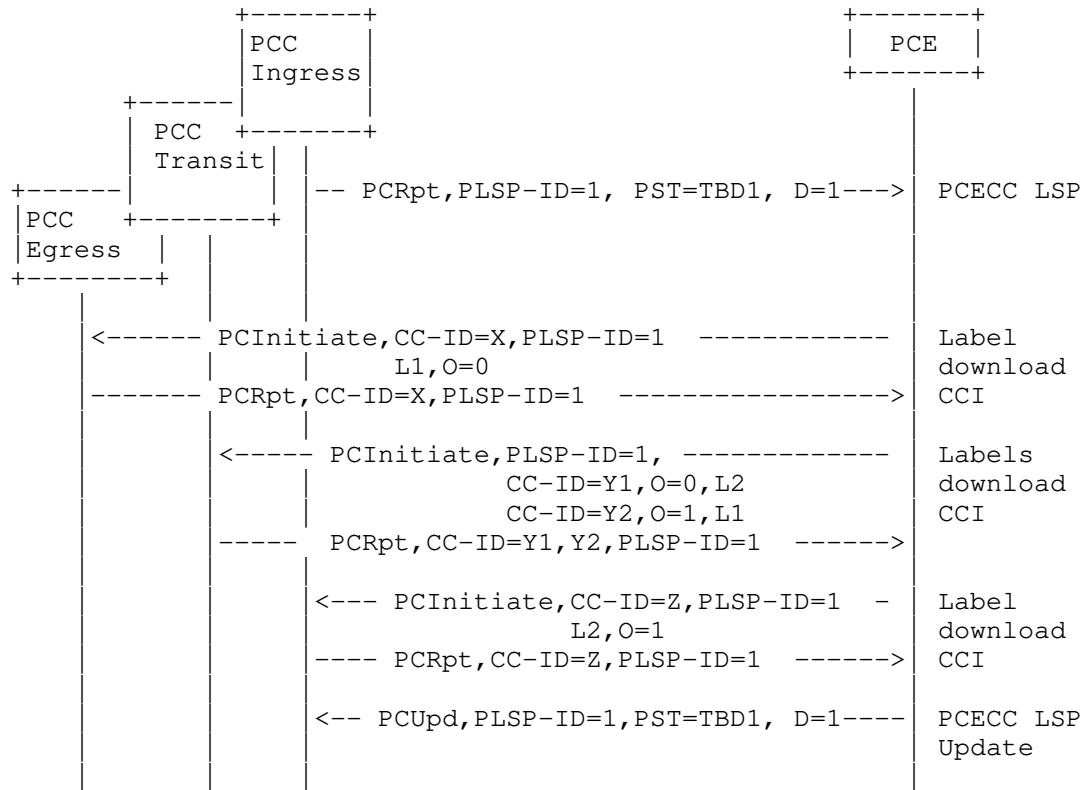 PCC
Ingress
PCE
PCC
Transit
-- PCRpt,PLSP-ID=1, PST=TBD1, D=1---> PCECC LSP
PCC
Egress
<------ PCInitiate,CC-ID=X,PLSP-ID=1 ------------ Label
L1,O=0 download
------- PCRpt,CC-ID=X,PLSP-ID=1 -----------------> CCI
<----- PCInitiate,PLSP-ID=1, ------------- Labels
CC-ID=Y1,O=0,L2 download
CC-ID=Y2,O=1,L1 CCI
----- PCRpt,CC-ID=Y1,Y2,PLSP-ID=1 ------>
<--- PCInitiate,CC-ID=Z,PLSP-ID=1 - Label
L2,O=1 download
---- PCRpt,CC-ID=Z,PLSP-ID=1 ------> CCI
<-- PCUpd,PLSP-ID=1,PST=TBD1, D=1---- PCECC LSP
Update